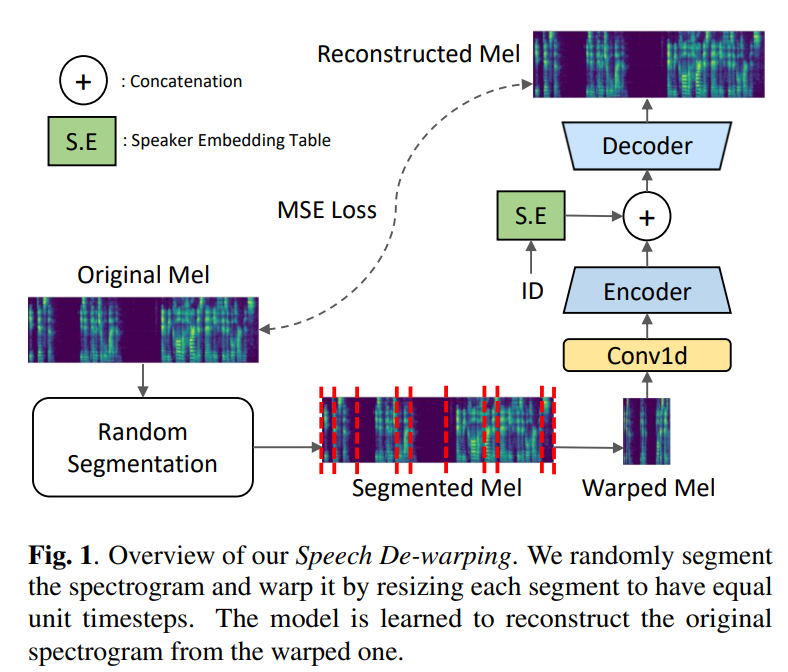 Reconstructed Mel
+ : Concatenation
S.E : Speaker Embedding Table
Decoder
MSE Loss
S.E
+
ID
Encoder
Original Mel
Conv1d
Random
Segmentation
Segmented Mel
Warped Mel
Fig. 1. Overview of our Speech De-warping. We randomly segment
the spectrogram and warp it by resizing each segment to have equal
unit timesteps. The model is learned to reconstruct the original
spectrogram from the warped one.